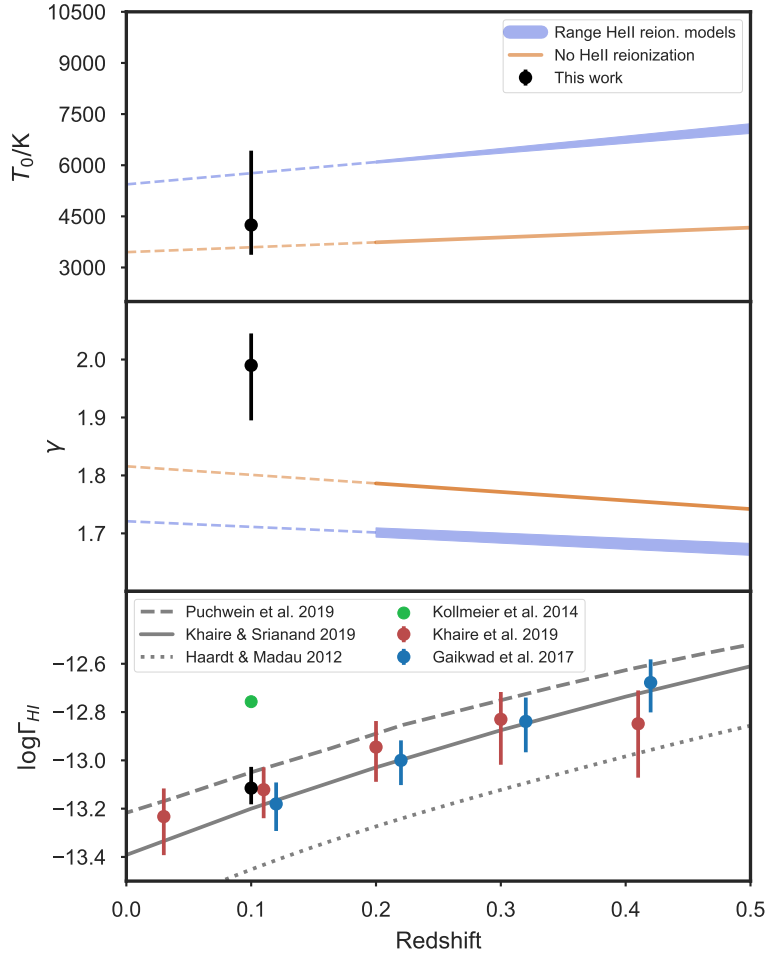 10500
9000
7500
6000
4500
3000
T₀/K
Range HeII reion. models
No HeII reionization
This work
2.0
1.9
1.8
1.7
γ
Puchwein et al. 2019
Khaire & Srianand 2019
Haardt & Madau 2012
Kollmeier et al. 2014
Khaire et al. 2019
Gaikwad et al. 2017
−12.6
−12.8
−13.0
−13.2
−13.4
logΓ_HI
0.0 0.1 0.2 0.3 0.4 0.5
Redshift